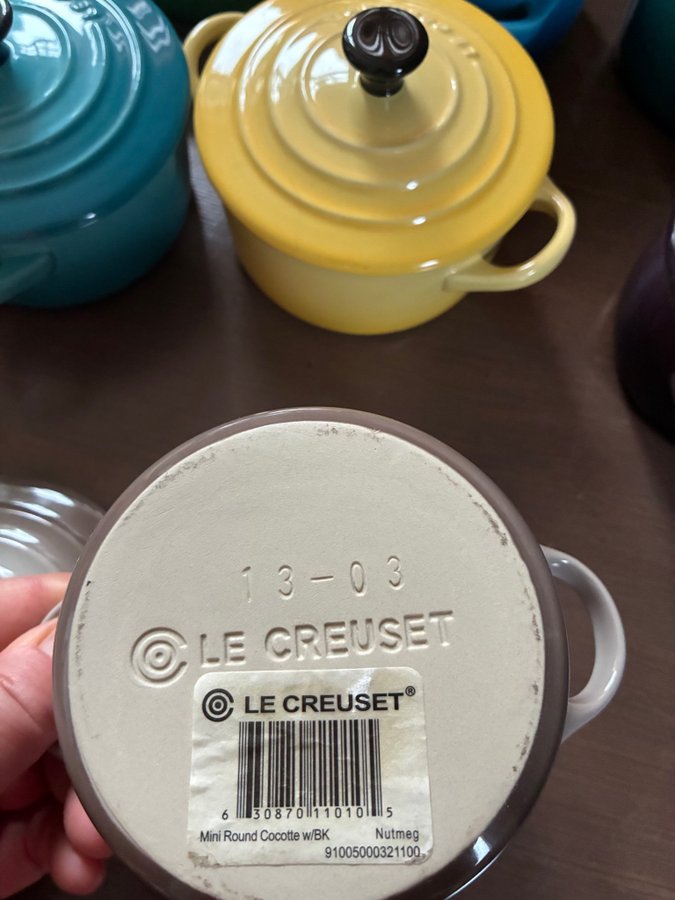 13-03
LE CREUSET
LE CREUSET®
6 30870 11010 5
Mini Round Cocotte w/BK Nutmeg
91005000321100